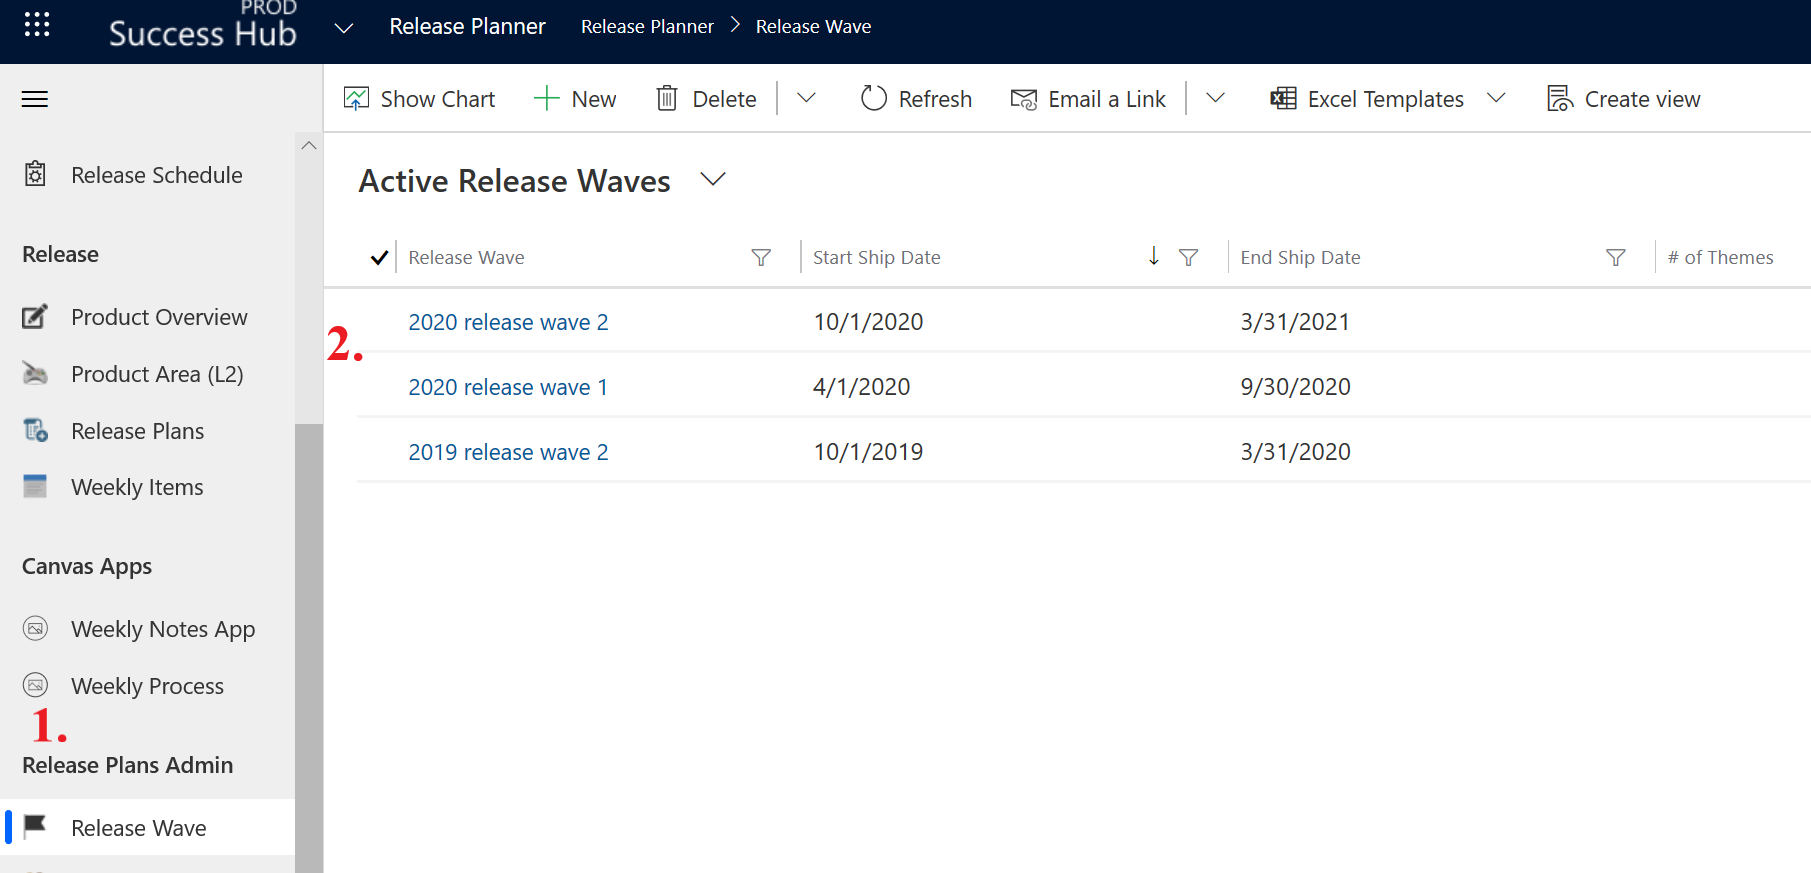 PROD
Success Hub
Release Planner
Release Planner > Release Wave
Show Chart
New
Delete
Refresh
Email a Link
Excel Templates
Create view
Release Schedule
Release
Product Overview
Product Area (L2)
Release Plans
Weekly Items
Canvas Apps
Weekly Notes App
Weekly Process
1.
Release Plans Admin
Release Wave
Active Release Waves
Release Wave Start Ship Date End Ship Date # of Themes
2.
2020 release wave 2 10/1/2020 3/31/2021
2020 release wave 1 4/1/2020 9/30/2020
2019 release wave 2 10/1/2019 3/31/2020